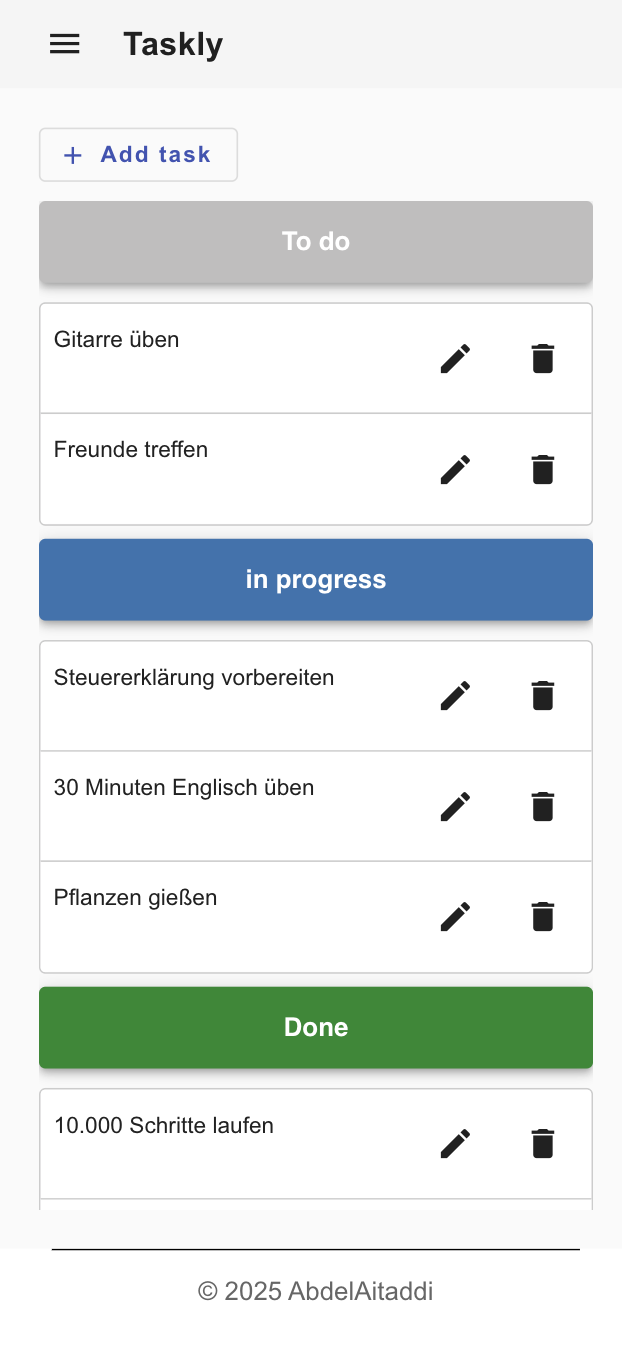 Taskly
+ Add task
To do
Gitarre üben
Freunde treffen
in progress
Steuererklärung vorbereiten
30 Minuten Englisch üben
Pflanzen gießen
Done
10.000 Schritte laufen
© 2025 AbdelAitaddi